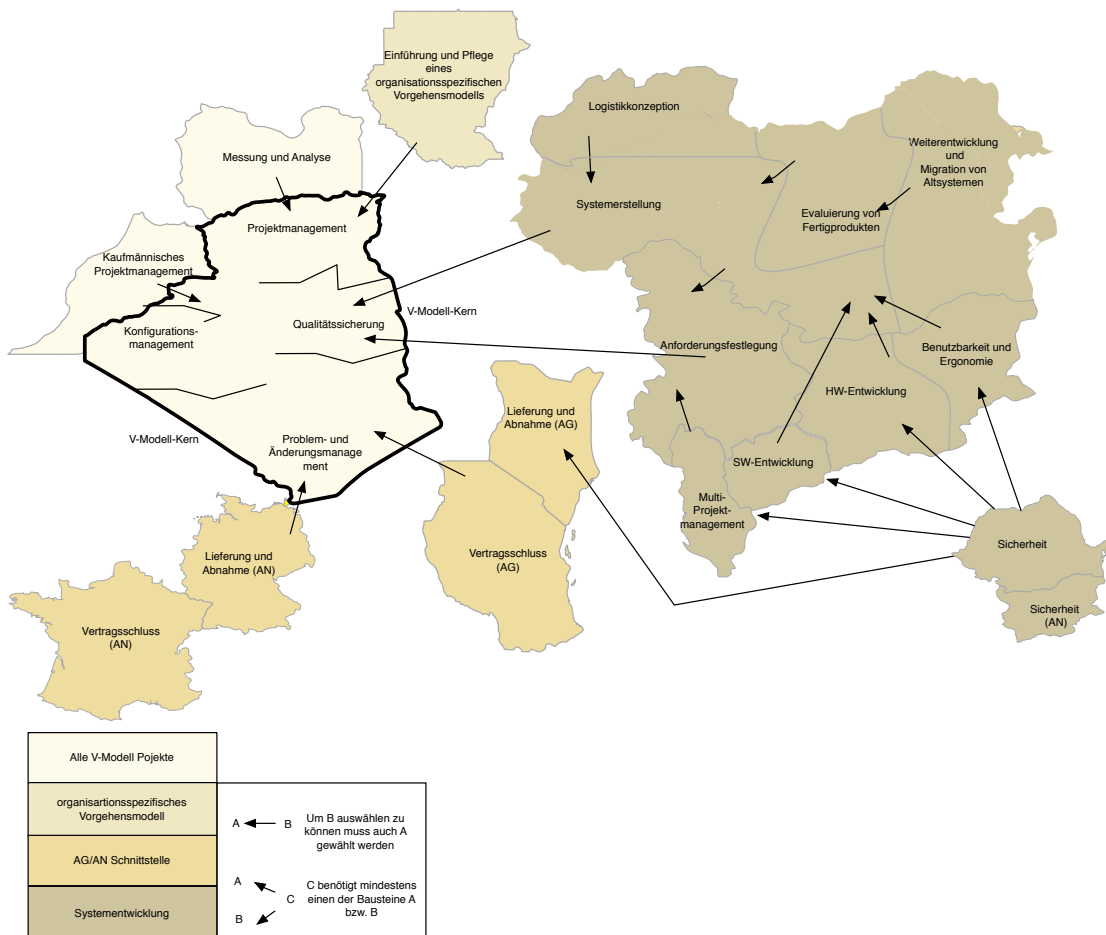 Einführung und Pflege
eines
organisationsspezifischen
Vorgehensmodells
Messung und Analyse
Projektmanagement
Kaufmännisches
Projektmanagement
Konfigurations-
management
Qualitätssicherung
V-Modell-Kern
V-Modell-Kern
Problem- und
Änderungsmanage
ment
Lieferung und
Abnahme (AN)
Vertragsschluss
(AN)
Lieferung und
Abnahme (AG)
Vertragsschluss
(AG)
Logistikkonzeption
Systemerstellung
Weiterentwicklung
und
Migration von
Altsystemen
Evaluierung von
Fertigprodukten
Anforderungsfestlegung
Benutzbarkeit und
Ergonomie
HW-Entwicklung
SW-Entwicklung
Multi-
Projekt-
management
Sicherheit
Sicherheit
(AN)
Alle V-Modell Pojekte
organisartionsspezifisches
Vorgehensmodell
AG/AN Schnittstelle
Systementwicklung
A
B
Um B auswählen zu
können muss auch A
gewählt werden
A
C
B
C benötigt mindestens
einen der Bausteine A
bzw. B